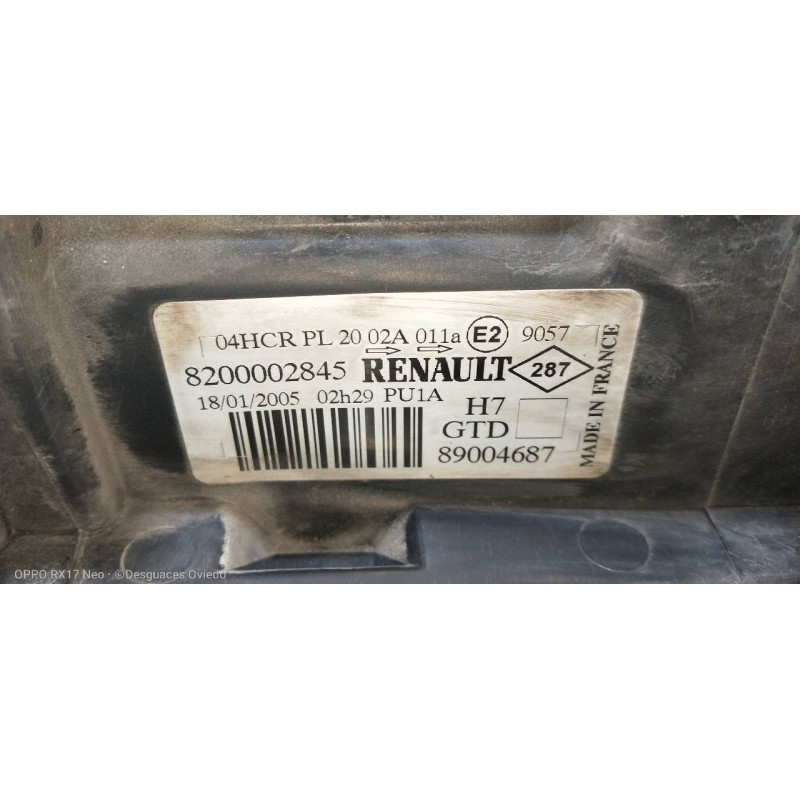 04HCR PL 20 02A 011a E2 9057
8200002845 RENAULT 287
18/01/2005 02h29 PU1A
H7
GTD
89004687
MADE IN FRANCE
OPPO RX17 Neo · ©Desguaces Oviedo